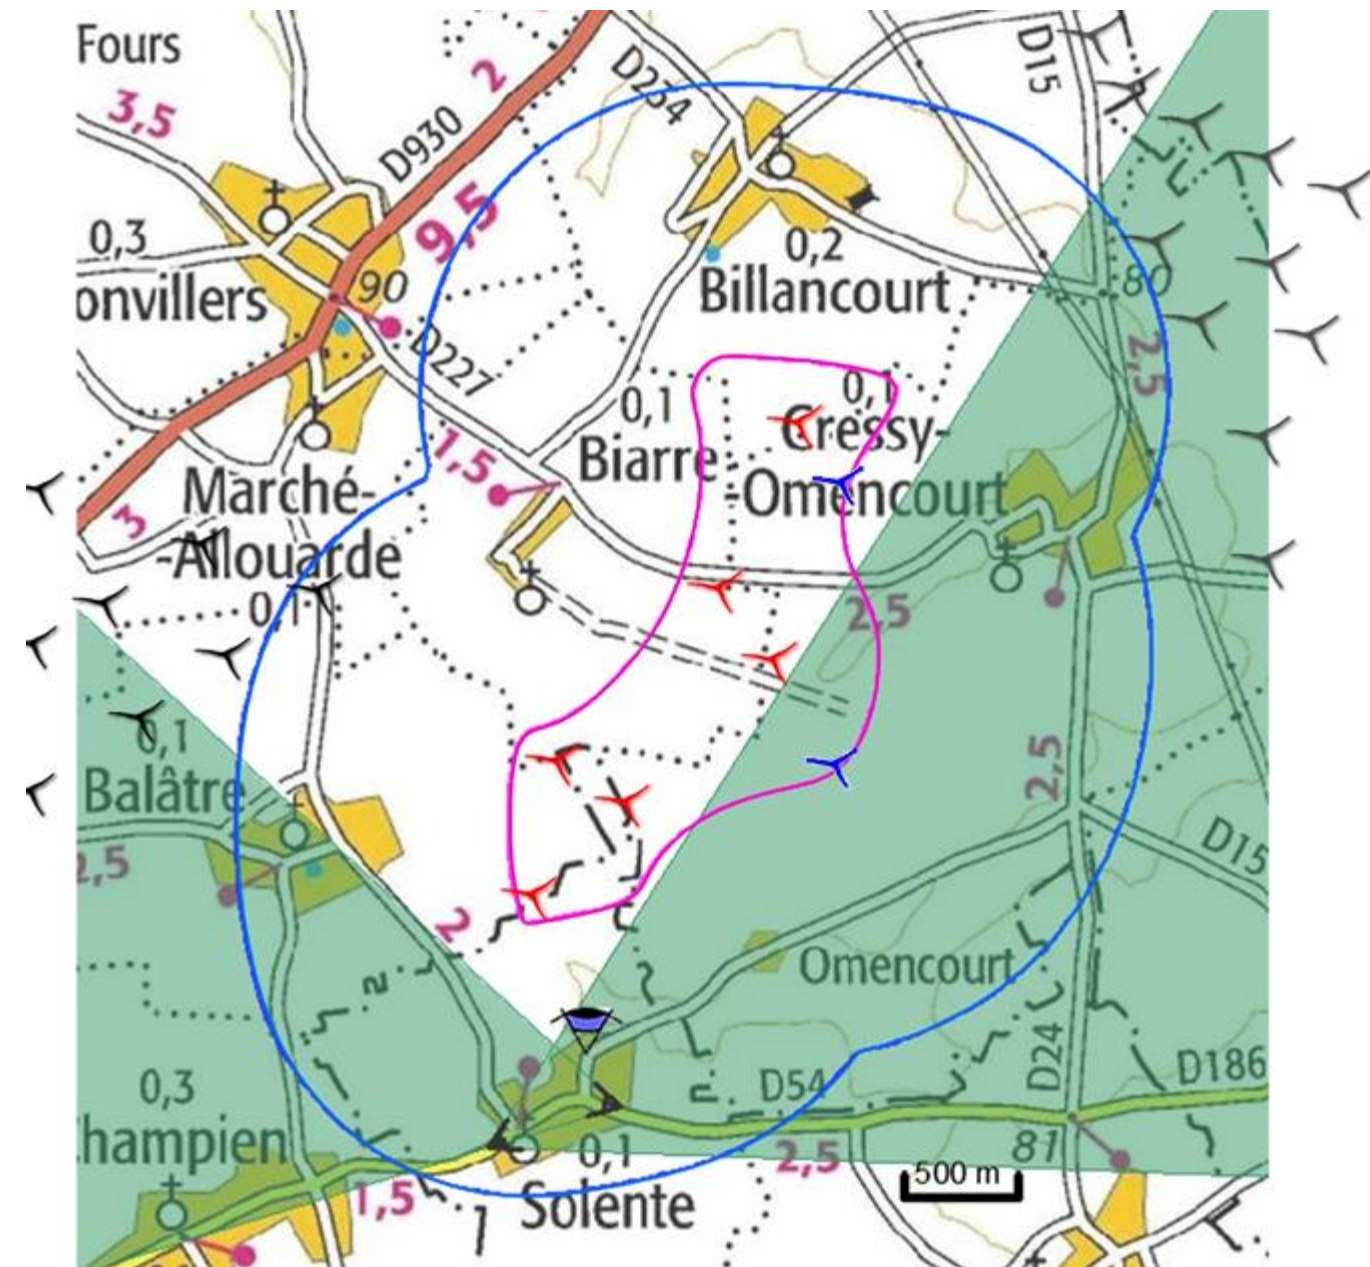 Fours
3,5
2
D254
D15
D930
9,5
0,3
onvillers
90
0,2
Billancourt
80
D227
2,5
0,1
0,1
Cressy-
Biarre
-Omencourt
1,5
3
Marché-
-Allouarde
0,1
2,5
0,1
Balâtre
2,5
2,5
D15
2
Omencourt
0,3
D24
D186
D54
hampien
0,1
2,5
81
500 m
1,5
Solente